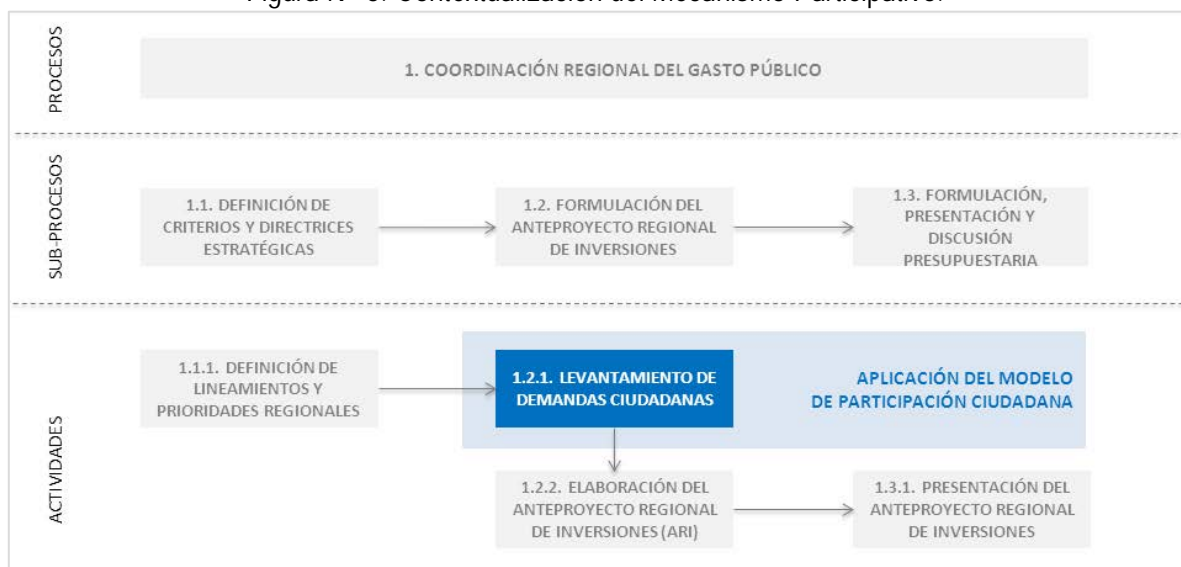 Contextualización del Mecanismo Participativo.
PROCESOS
1. COORDINACIÓN REGIONAL DEL GASTO PÚBLICO
SUB-PROCESOS
1.1. DEFINICIÓN DE
CRITERIOS Y DIRECTRICES
ESTRATÉGICAS
1.2. FORMULACIÓN DEL
ANTEPROYECTO REGIONAL
DE INVERSIONES
1.3. FORMULACIÓN,
PRESENTACIÓN Y
DISCUSIÓN
PRESUPUESTARIA
ACTIVIDADES
1.1.1. DEFINICIÓN DE
LINEAMIENTOS Y
PRIORIDADES REGIONALES
1.2.1. LEVANTAMIENTO DE
DEMANDAS CIUDADANAS
APLICACIÓN DEL MODELO
DE PARTICIPACIÓN CIUDADANA
1.2.2. ELABORACIÓN DEL
ANTEPROYECTO REGIONAL
DE INVERSIONES (ARI)
1.3.1. PRESENTACIÓN DEL
ANTEPROYECTO REGIONAL
DE INVERSIONES